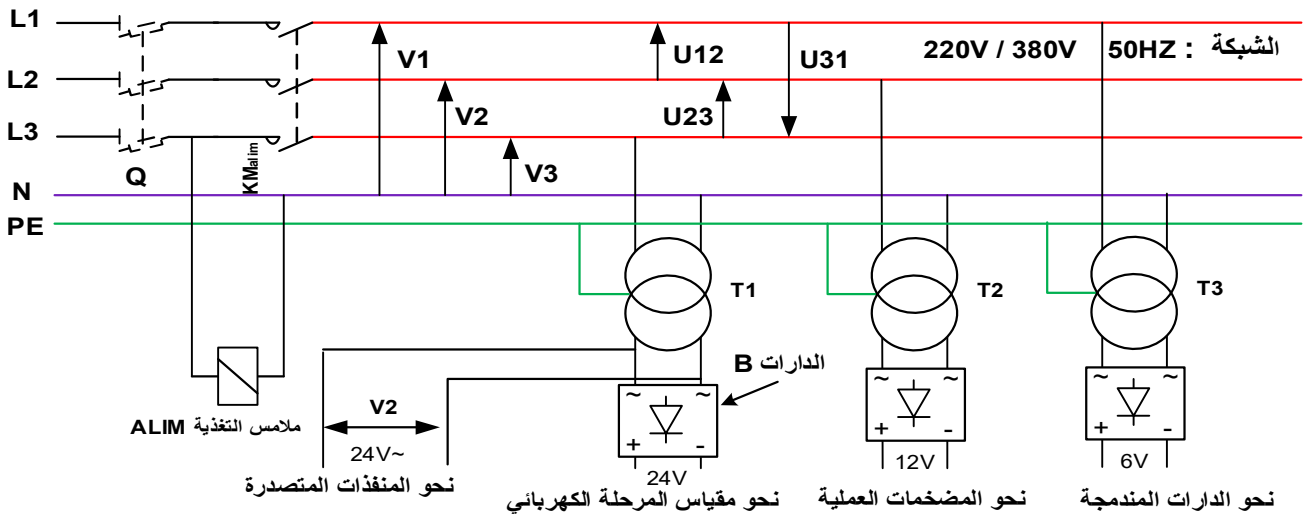 L1
L2
L3
N
PE
Q
KMalim
V1
V2
V3
U12
U23
U31
220V / 380V 50HZ : الشبكة
T1
T2
T3
الدارات B
~ ~
+ -
~ ~
+ -
~ ~
+ -
ملامس التغذية ALIM
V2
24V~
نحو المنفذات المتصدرة
24V
نحو مقياس المرحلة الكهربائي
12V
نحو المضخمات العملية
6V
نحو الدارات المندمجة